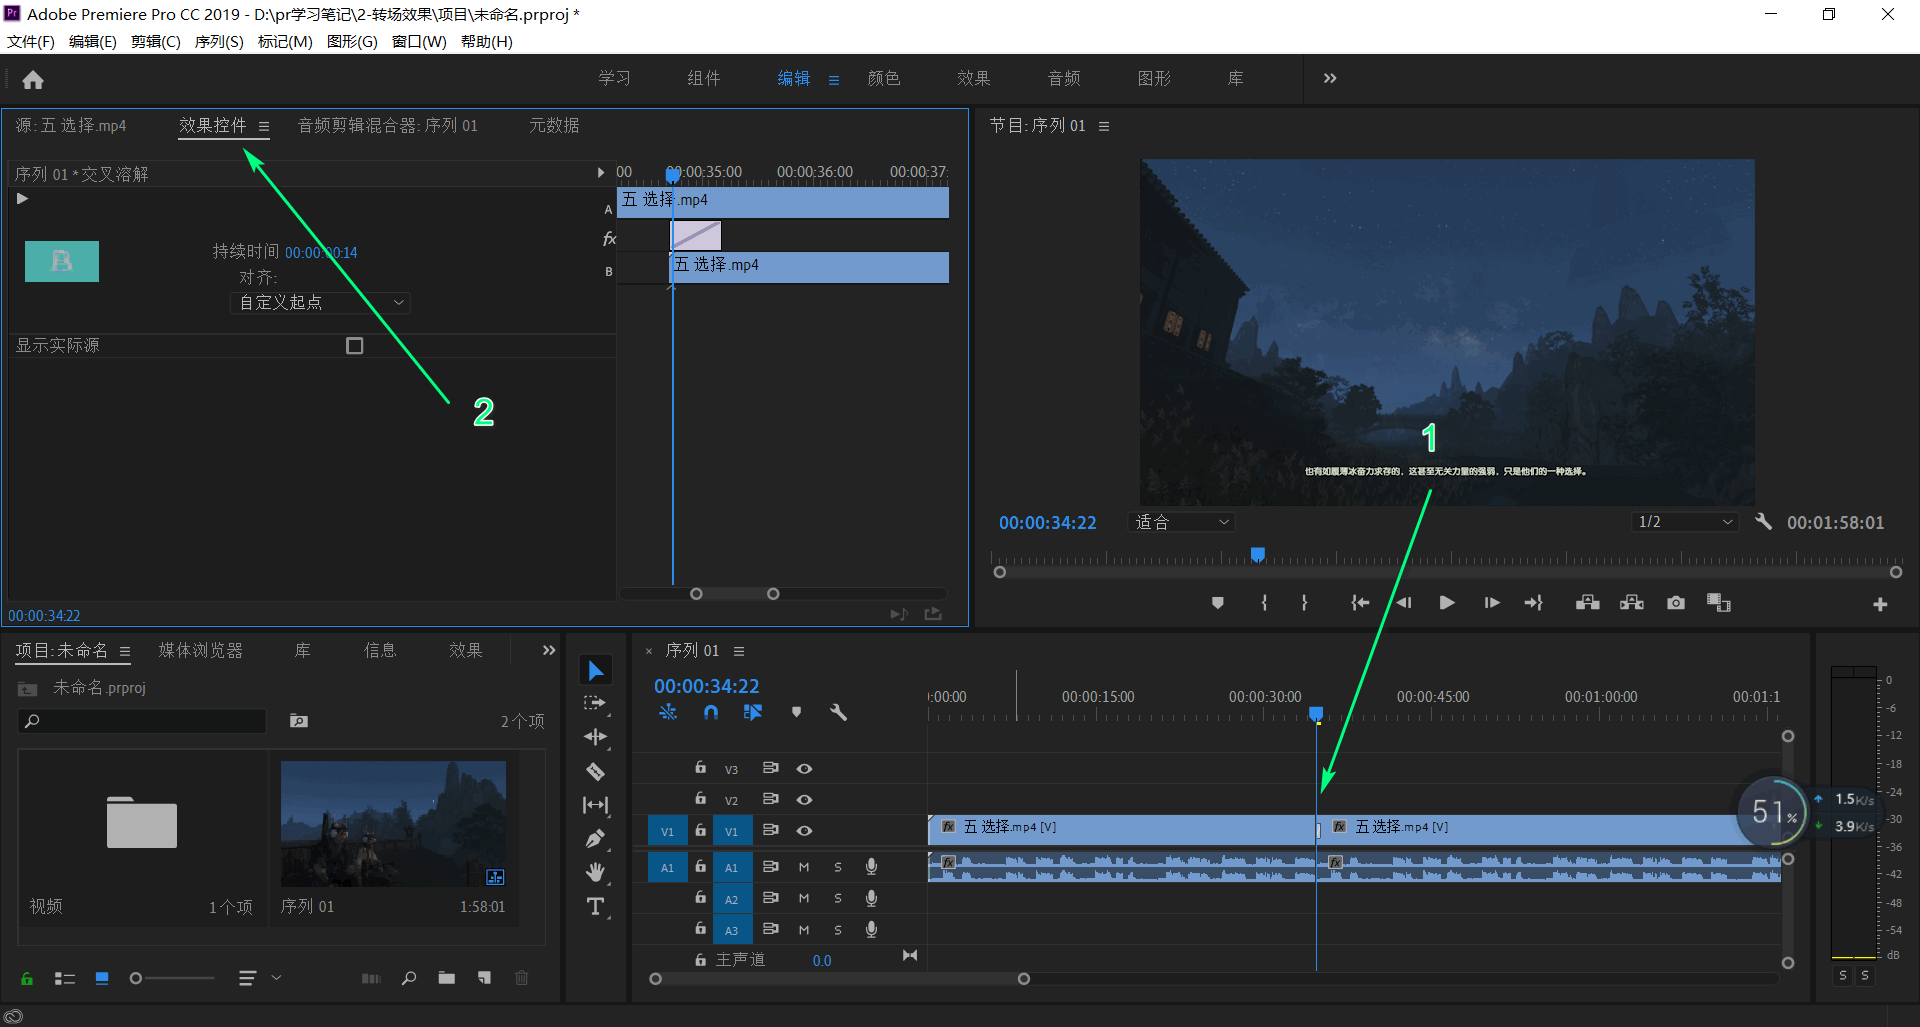 Adobe Premiere Pro CC 2019 - D:\pr学习笔记\2-转场效果\项目\未命名.prproj *
文件(F) 编辑(E) 剪辑(C) 序列(S) 标记(M) 图形(G) 窗口(W) 帮助(H)
学习 组件 编辑 颜色 效果 音频 图形 库
源: 五 选择.mp4 效果控件 音频剪辑混合器: 序列 01 元数据
序列 01 * 交叉溶解
00 00:00:35:00 00:00:36:00 00:00:37:
A 五 选择.mp4
fx
B 五 选择.mp4
持续时间 00:00:00:14
对齐:
自定义起点
显示实际源
2
00:00:34:22
节目: 序列 01
1
也有如履薄冰奋力求存的，这甚至无关力量的强弱，只是他们的一种选择。
00:00:34:22 适合 1/2 00:01:58:01
项目: 未命名 媒体浏览器 库 信息 效果
未命名.prproj
2 个项
视频 1 个项
序列 01 1:58:01
× 序列 01
00:00:34:22
:00:00 00:00:15:00 00:00:30:00 00:00:45:00 00:01:00:00 00:01:1
V3
V2
V1 V1 fx 五 选择.mp4 [V] fx 五 选择.mp4 [V]
A1 A1 M S fx fx
A2 M S
A3 M S
主声道 0.0
51%
1.5K/s
3.9K/s
0
-6
-12
-18
-24
-30
-36
-42
-48
-54
dB
S S